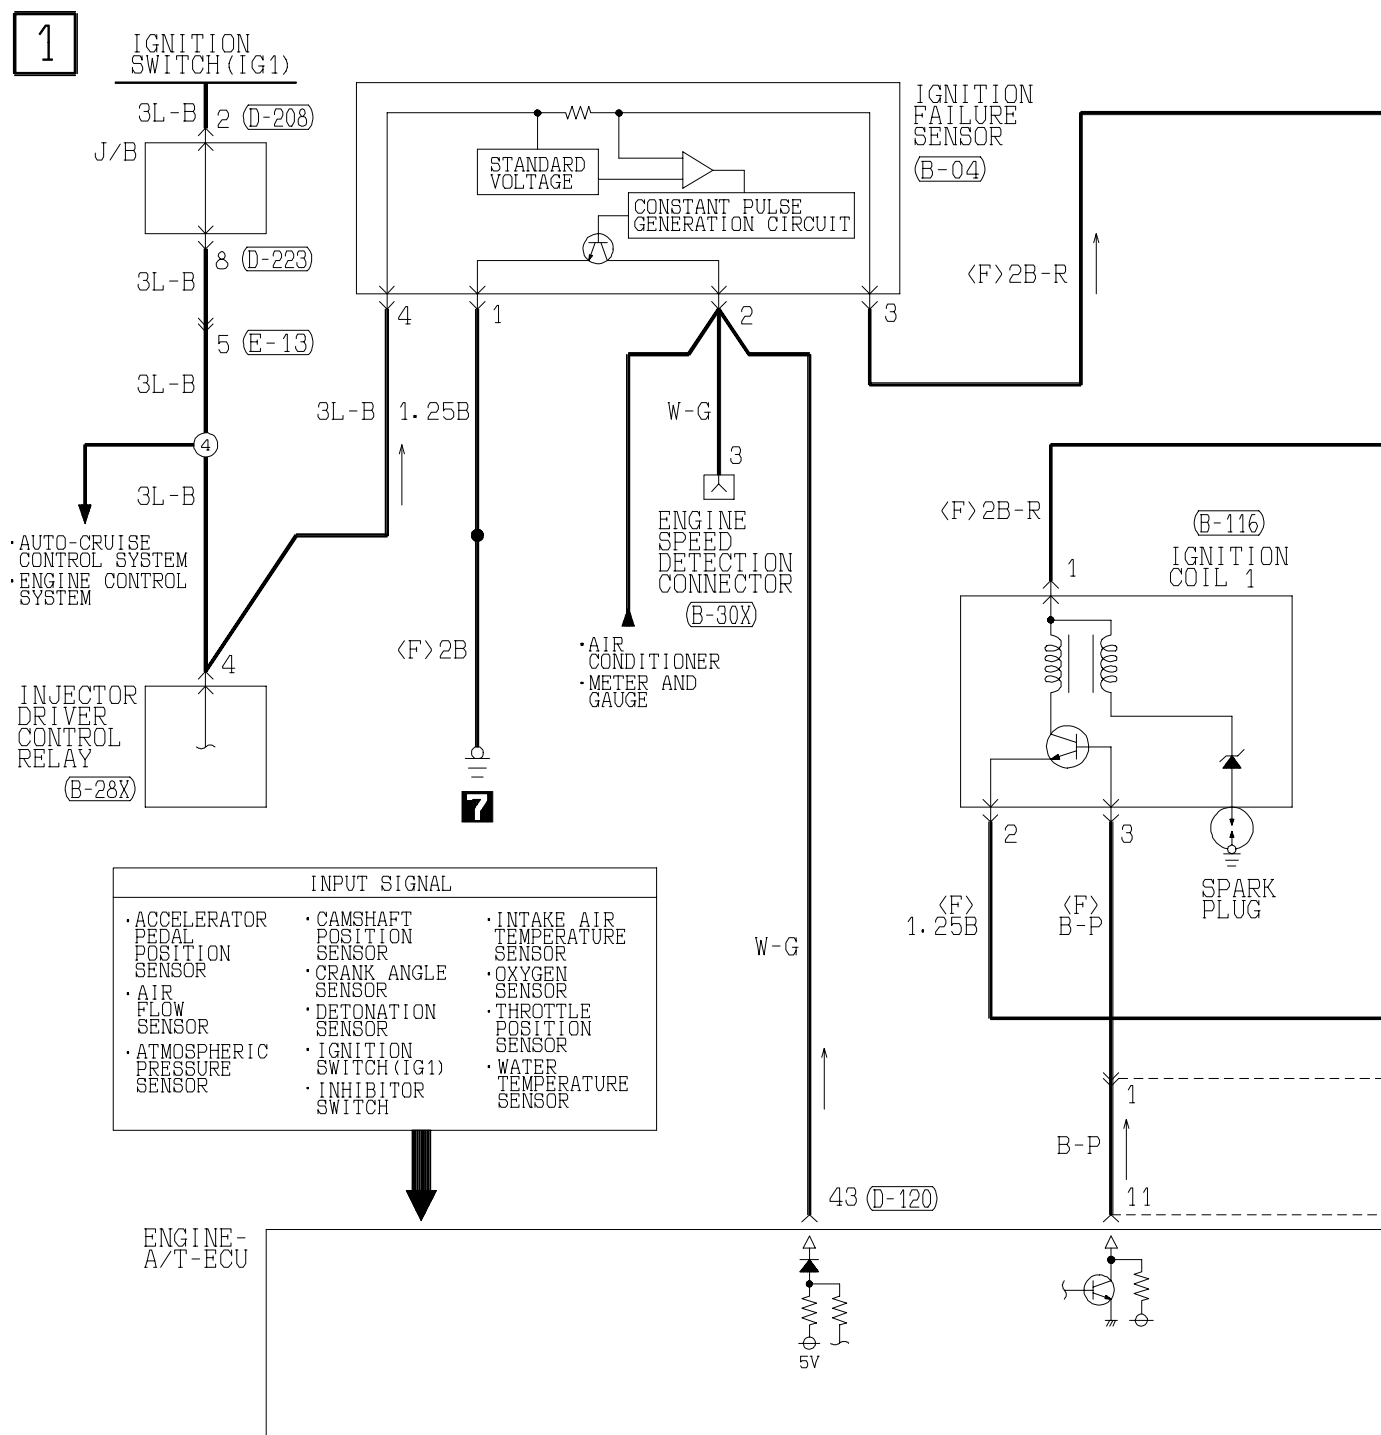 1
IGNITION
SWITCH(IG1)
3L-B
2
D-208
J/B
8
D-223
3L-B
5
E-13
3L-B
4
3L-B
·AUTO-CRUISE
CONTROL SYSTEM
·ENGINE CONTROL
SYSTEM
4
INJECTOR
DRIVER
CONTROL
RELAY
B-28X
IGNITION
FAILURE
SENSOR
B-04
STANDARD
VOLTAGE
CONSTANT PULSE
GENERATION CIRCUIT
4
1
2
3
3L-B
1.25B
W-G
<F>2B-R
3
ENGINE
SPEED
DETECTION
CONNECTOR
B-30X
<F>2B
7
·AIR
CONDITIONER
·METER AND
GAUGE
<F>2B-R
B-116
IGNITION
COIL 1
1
2
3
SPARK
PLUG
<F>
1.25B
<F>
B-P
INPUT SIGNAL
·ACCELERATOR
PEDAL
POSITION
SENSOR
·AIR
FLOW
SENSOR
·ATMOSPHERIC
PRESSURE
SENSOR
·CAMSHAFT
POSITION
SENSOR
·CRANK ANGLE
SENSOR
·DETONATION
SENSOR
·IGNITION
SWITCH(IG1)
·INHIBITOR
SWITCH
·INTAKE AIR
TEMPERATURE
SENSOR
·OXYGEN
SENSOR
·THROTTLE
POSITION
SENSOR
·WATER
TEMPERATURE
SENSOR
W-G
1
B-P
43
D-120
11
ENGINE-
A/T-ECU
5V